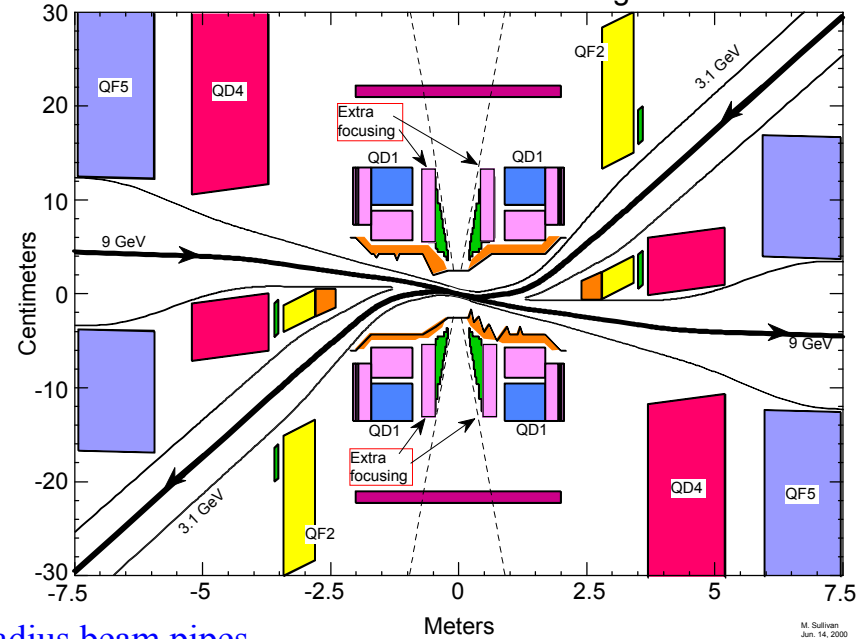 30
20
10
0
-10
-20
-30
Centimeters
-7.5
-5
-2.5
0
2.5
5
7.5
Meters
QF5
QD4
QF2
3.1 GeV
Extra
focusing
QD1
QD1
9 GeV
9 GeV
QD1
QD1
Extra
focusing
3.1 GeV
QF2
QD4
QF5
adius beam pipes
M. Sullivan
Jun. 14, 2000